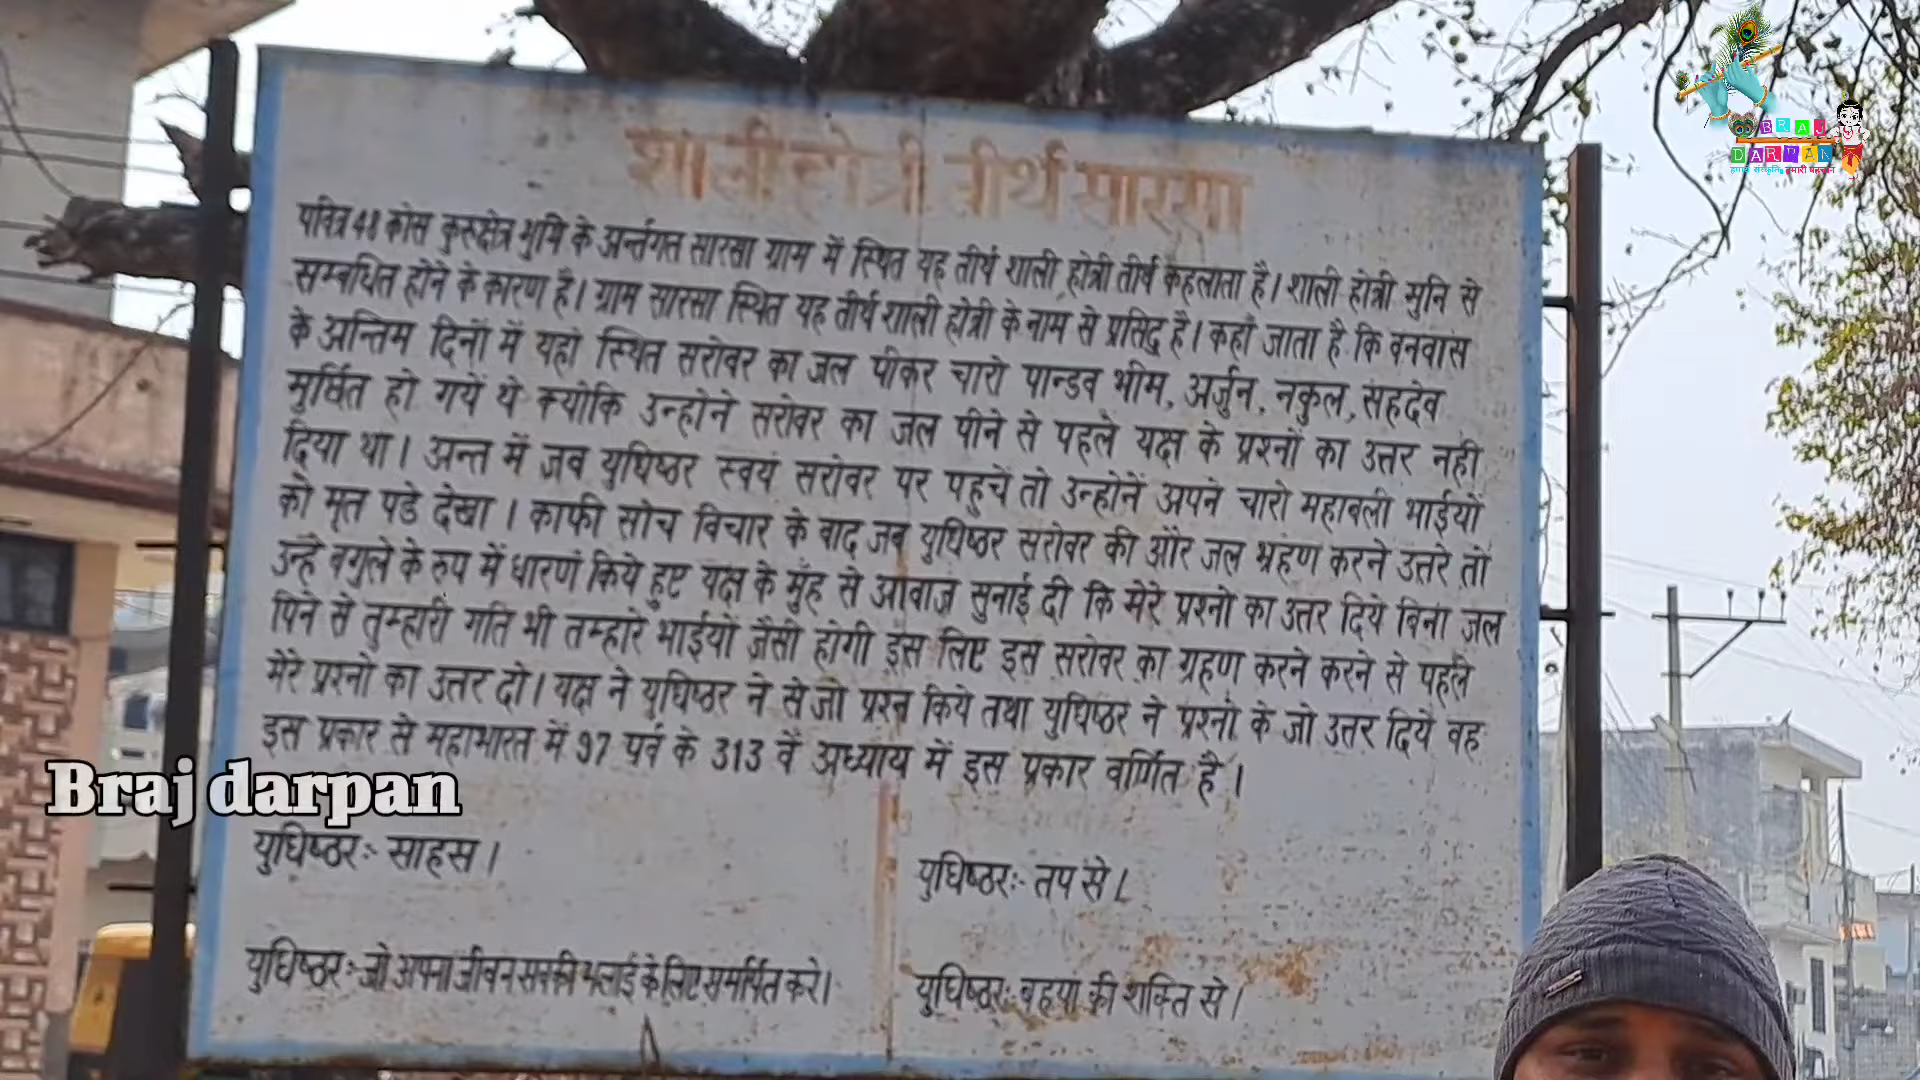 शालीहोत्री तीर्थ सारसा
पवित्र 48 कोस कुरुक्षेत्र भुमि के अर्न्तगत सारसा ग्राम में स्थित यह तीर्थ शाली होत्री तीर्थ कहलाता है। शाली होत्री मुनि से
सम्बधित होने के कारण है। ग्राम सारसा स्थित यह तीर्थ शाली होत्री के नाम से प्रसिद्ध है। कहाँ जाता है कि वनवास
के अन्तिम दिनों में यहां स्थित सरोवर का जल पीकर चारो पान्डव भीम, अर्जुन, नकुल, सहदेव
मुर्छित हो गयें थे क्योकि उन्होने सरोवर का जल पीने से पहले यक्ष के प्रश्नों का उत्तर नही
दिया था। अन्त में जब युधिष्ठर स्वयं सरोवर पर पहुचें तो उन्होनें अपने चारो महाबली भाईयों
को मृत पडे देखा। काफी सोच विचार के बाद जब युधिष्ठर सरोवर की और जल भ्रहण करने उतरे तो
उन्हे बगुले के रुप में धारणं किये हुए यक्ष के मुँह से आवाज़ सुनाई दी कि मेरे प्रश्नो का उत्तर दिये बिना जल
पिने से तुम्हारी गति भी तम्हारे भाईयो जैसी होगी इस लिए इस सरोवर का ग्रहण करने करने से पहले
मेरे प्रश्नो का उत्तर दो। यक्ष ने युधिष्ठर ने से जो प्रश्न किये तथा युधिष्ठर ने प्रश्नो के जो उत्तर दिये वह
इस प्रकार से महाभारत में 97 पर्व के 313 वें अध्याय में इस प्रकार वर्णित है।
युधिष्ठर:- साहस।
युधिष्ठर:- तप से।
युधिष्ठर:- जो अपना जीवन सबकी भलाई के लिए समर्पित करे।
युधिष्ठर:- की शक्ति से।
Braj darpan
BRAJ
DARPAN
हमारी संस्कृति, हमारी पहचान